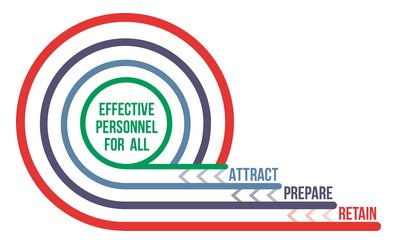 EFFECTIVE
PERSONNEL
FOR ALL
ATTRACT
PREPARE
RETAIN